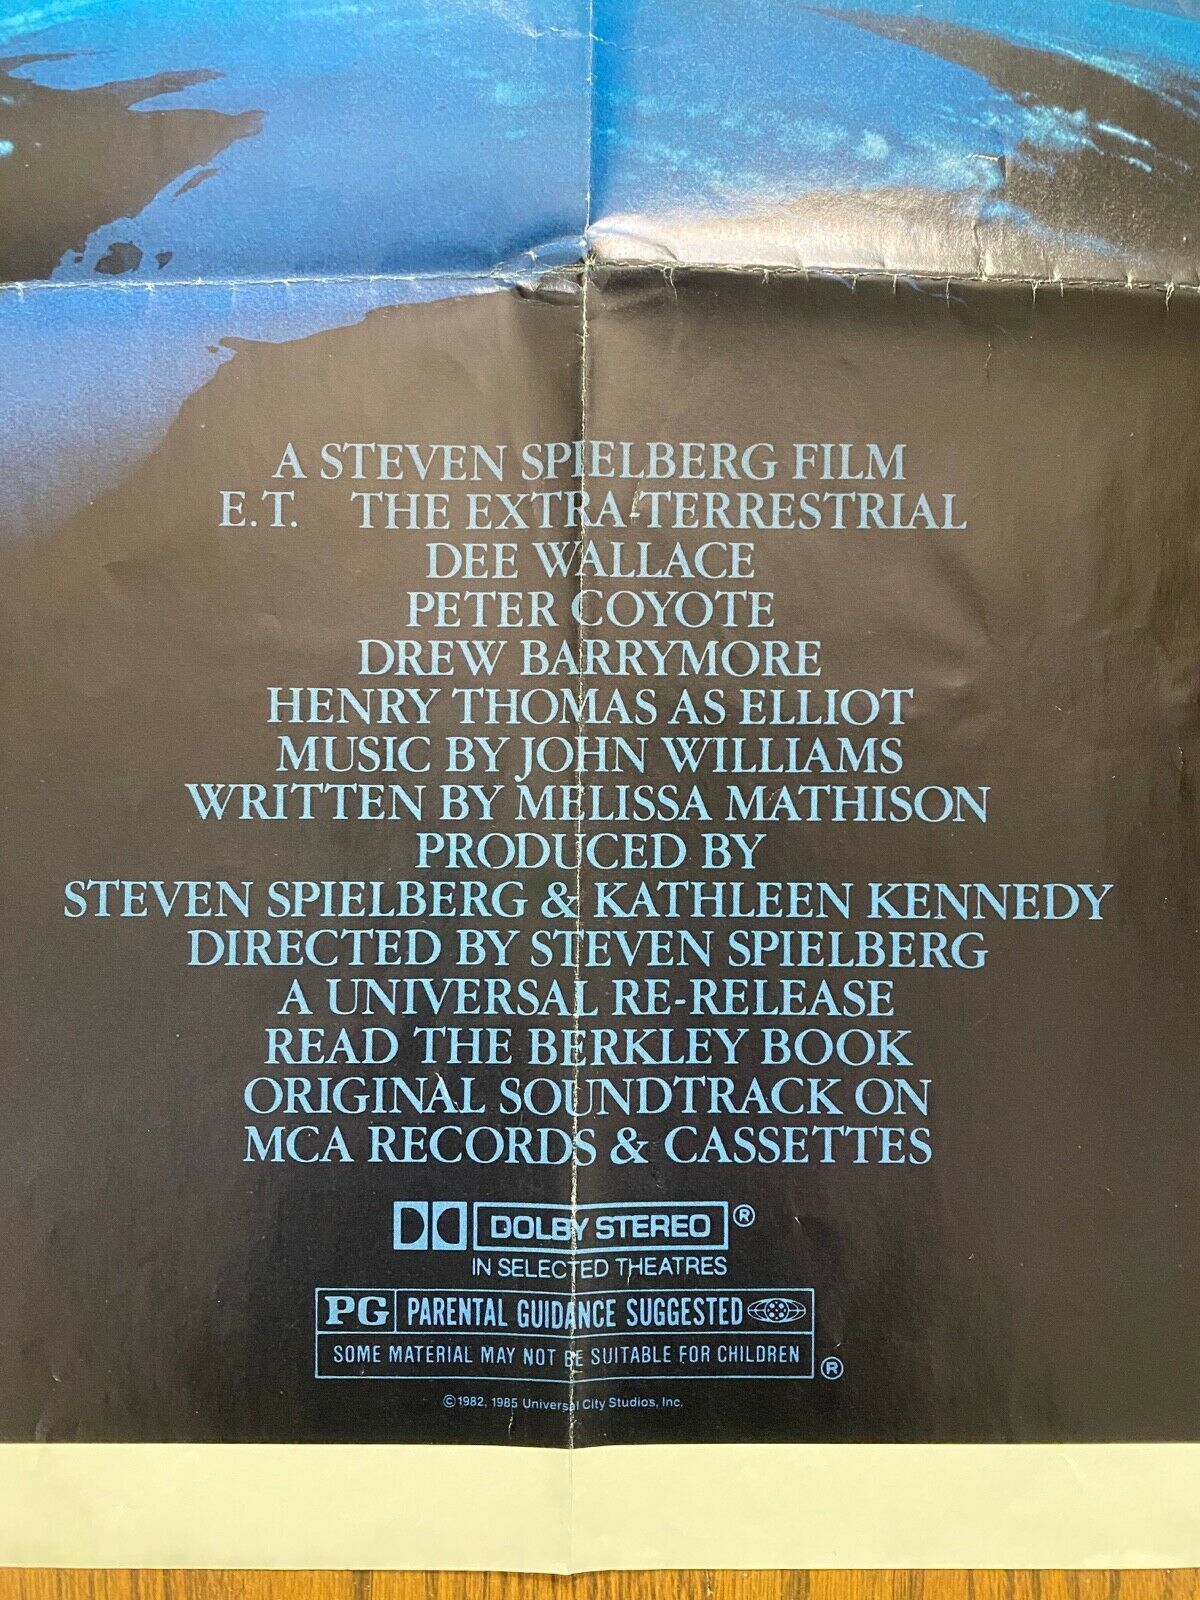 A STEVEN SPIELBERG FILM
E.T. THE EXTRA-TERRESTRIAL
DEE WALLACE
PETER COYOTE
DREW BARRYMORE
HENRY THOMAS AS ELLIOT
MUSIC BY JOHN WILLIAMS
WRITTEN BY MELISSA MATHISON
PRODUCED BY
STEVEN SPIELBERG & KATHLEEN KENNEDY
DIRECTED BY STEVEN SPIELBERG
A UNIVERSAL RE-RELEASE
READ THE BERKLEY BOOK
ORIGINAL SOUNDTRACK ON
MCA RECORDS & CASSETTES
DOLBY STEREO ®
IN SELECTED THEATRES
PG PARENTAL GUIDANCE SUGGESTED
SOME MATERIAL MAY NOT BE SUITABLE FOR CHILDREN ®
©1982, 1985 Universal City Studios, Inc.